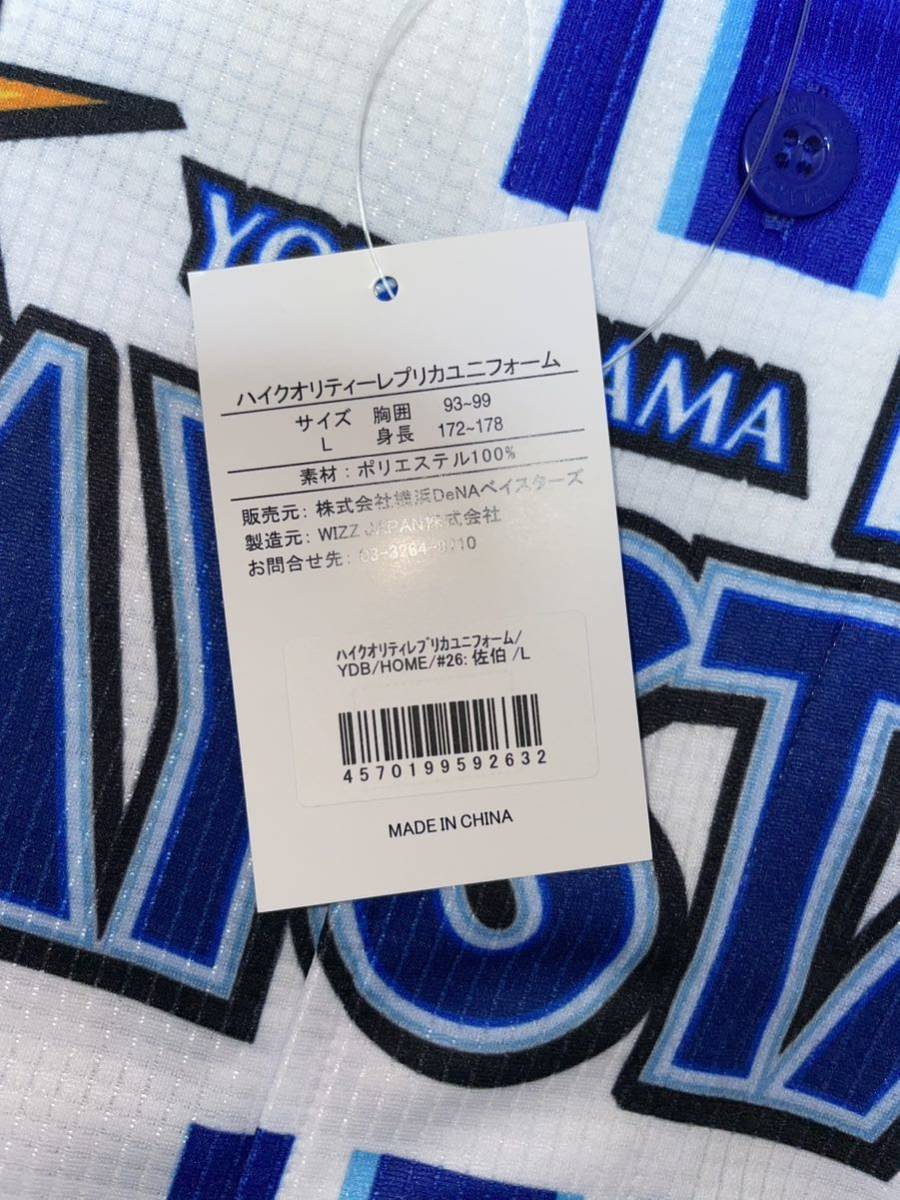 YO
AMA
ハイクオリティーレプリカユニフォーム
サイズ 胸囲 93~99
L 身長 172~178
素材：ポリエステル100%
販売元：株式会社横浜DeNAベイスターズ
製造元：WIZZ JAPAN株式会社
お問合せ先：
ハイクオリティレプリカユニフォーム/
YDB/HOME/#26: 佐伯 /L
4570199592632
MADE IN CHINA
AYST